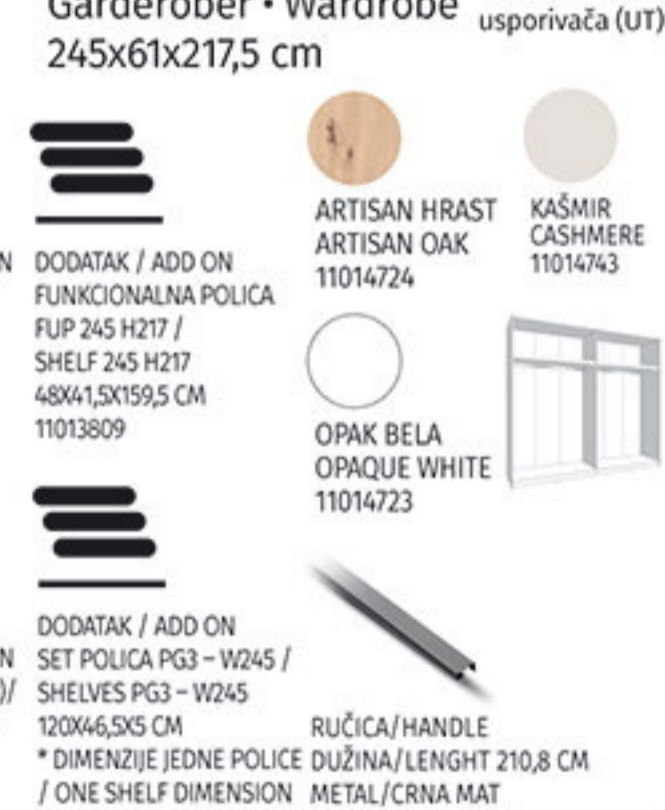 Garderober • Wardrobe
245x61x217,5 cm
usporivača (UT)
ARTISAN HRAST
ARTISAN OAK
11014724
KAŠMIR
CASHMERE
11014743
N
DODATAK / ADD ON
FUNKCIONALNA POLICA
FUP 245 H217 /
SHELF 245 H217
48X41,5X159,5 CM
11013809
OPAK BELA
OPAQUE WHITE
11014723
DODATAK / ADD ON
N
SET POLICA PG3 – W245 /
)/
SHELVES PG3 – W245
120X46,5X5 CM
* DIMENZIJE JEDNE POLICE
/ ONE SHELF DIMENSION
RUČICA/HANDLE
DUŽINA/LENGHT 210,8 CM
METAL/CRNA MAT